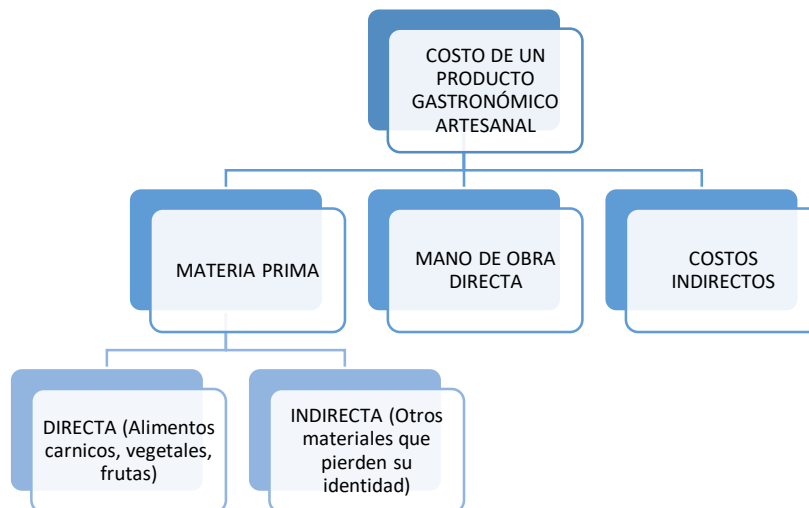 COSTO DE UN
PRODUCTO
GASTRONÓMICO
ARTESANAL
MATERIA PRIMA
MANO DE OBRA
DIRECTA
COSTOS
INDIRECTOS
DIRECTA (Alimentos
carnicos, vegetales,
frutas)
INDIRECTA (Otros
materiales que
pierden su
identidad)